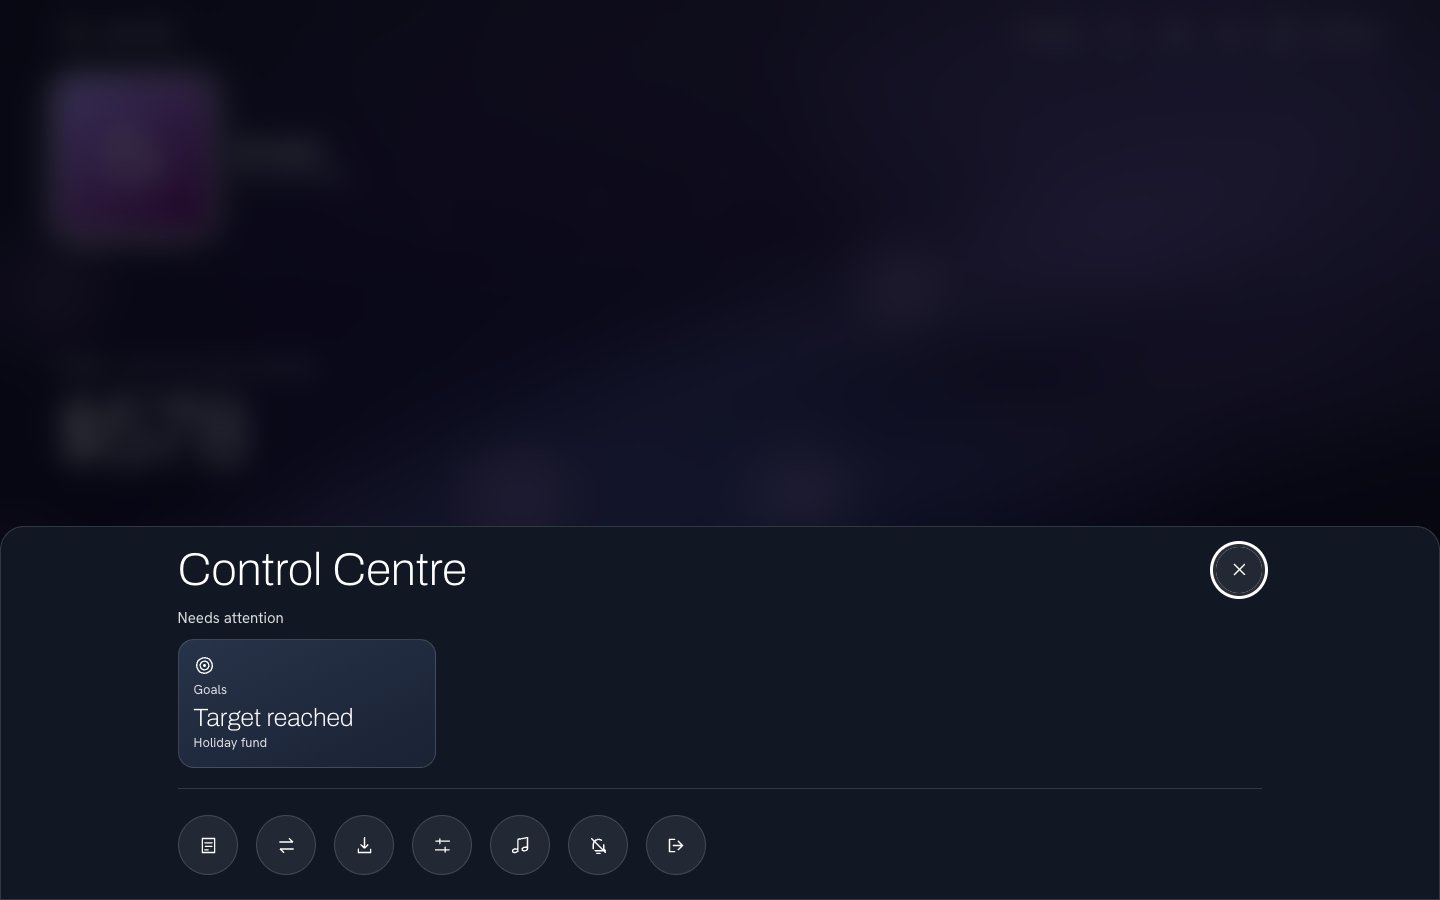 Control Centre
Needs attention
Goals
Target reached
Holiday fund